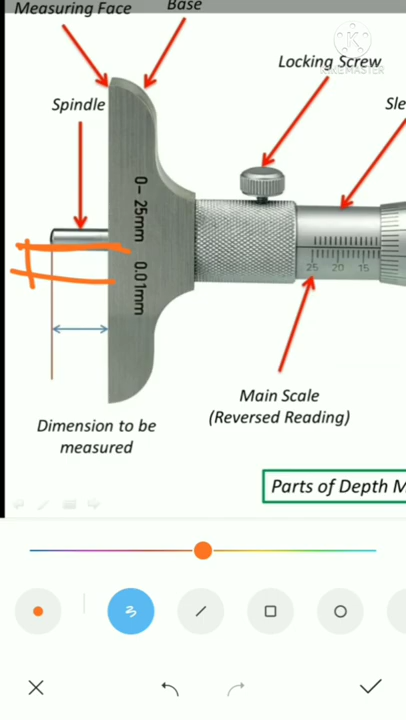 Measuring Face
Base
Locking Screw
KINEMASTER
Spindle
Sle
0- 25mm 0.01mm
25 20 15
Main Scale
(Reversed Reading)
Dimension to be
measured
Parts of Depth M